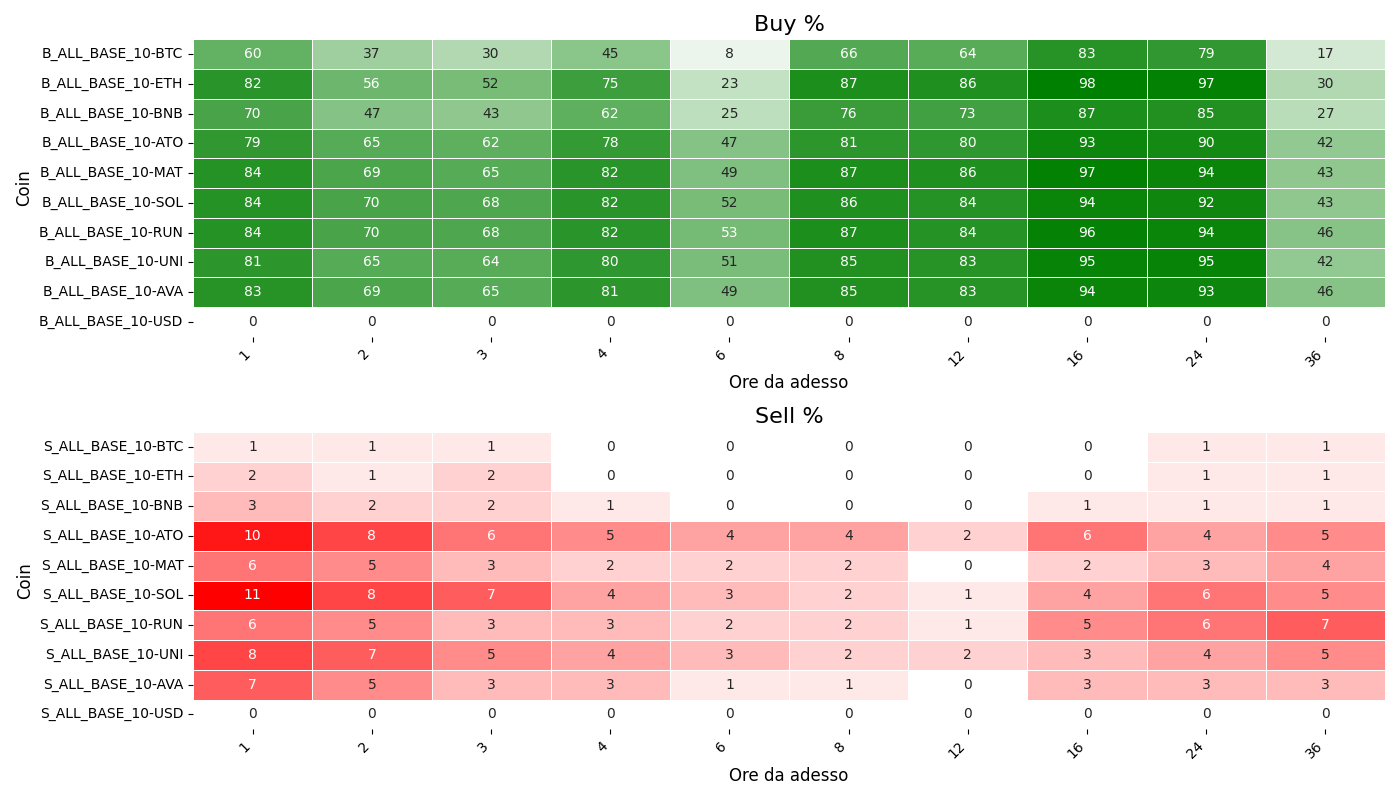 Buy %
Coin
B_ALL_BASE_10-BTC 60 37 30 45 8 66 64 83 79 17
B_ALL_BASE_10-ETH 82 56 52 75 23 87 86 98 97 30
B_ALL_BASE_10-BNB 70 47 43 62 25 76 73 87 85 27
B_ALL_BASE_10-ATO 79 65 62 78 47 81 80 93 90 42
B_ALL_BASE_10-MAT 84 69 65 82 49 87 86 97 94 43
B_ALL_BASE_10-SOL 84 70 68 82 52 86 84 94 92 43
B_ALL_BASE_10-RUN 84 70 68 82 53 87 84 96 94 46
B_ALL_BASE_10-UNI 81 65 64 80 51 85 83 95 95 42
B_ALL_BASE_10-AVA 83 69 65 81 49 85 83 94 93 46
B_ALL_BASE_10-USD 0 0 0 0 0 0 0 0 0 0
1 2 3 4 6 8 12 16 24 36
Ore da adesso
Sell %
Coin
S_ALL_BASE_10-BTC 1 1 1 0 0 0 0 0 1 1
S_ALL_BASE_10-ETH 2 1 2 0 0 0 0 0 1 1
S_ALL_BASE_10-BNB 3 2 2 1 0 0 0 1 1 1
S_ALL_BASE_10-ATO 10 8 6 5 4 4 2 6 4 5
S_ALL_BASE_10-MAT 6 5 3 2 2 2 0 2 3 4
S_ALL_BASE_10-SOL 11 8 7 4 3 2 1 4 6 5
S_ALL_BASE_10-RUN 6 5 3 3 2 2 1 5 6 7
S_ALL_BASE_10-UNI 8 7 5 4 3 2 2 3 4 5
S_ALL_BASE_10-AVA 7 5 3 3 1 1 0 3 3 3
S_ALL_BASE_10-USD 0 0 0 0 0 0 0 0 0 0
1 2 3 4 6 8 12 16 24 36
Ore da adesso